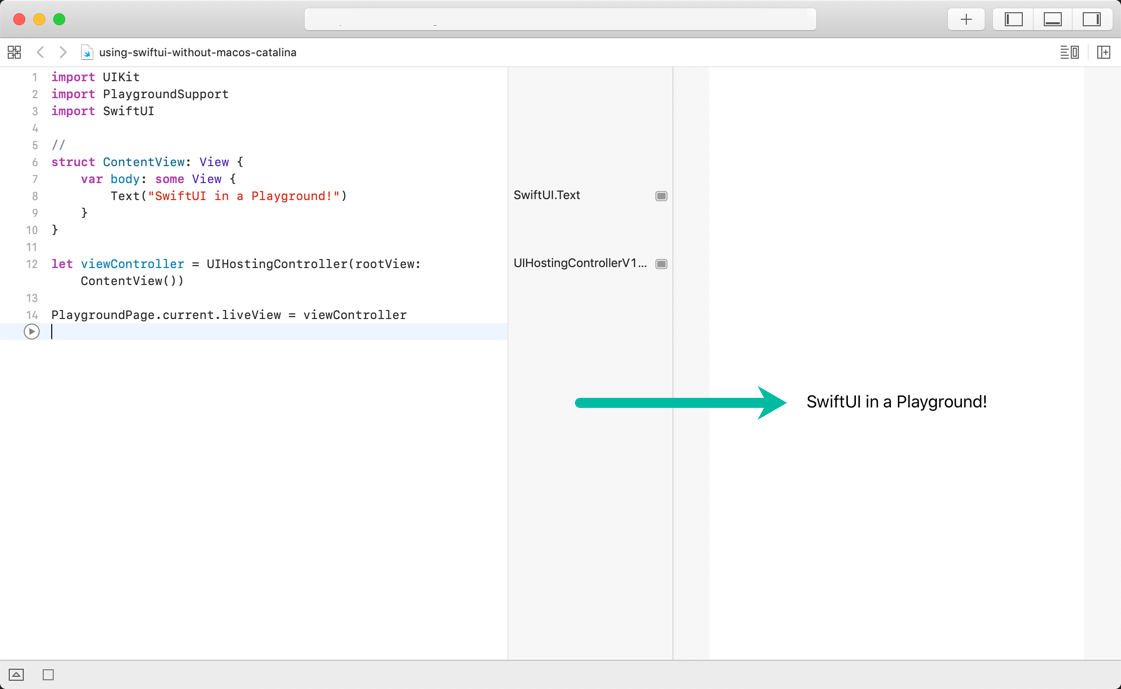 using-swiftui-without-macos-catalina
1 import UIKit
2 import PlaygroundSupport
3 import SwiftUI
4
5 //
6 struct ContentView: View {
7 var body: some View {
8 Text("SwiftUI in a Playground!")
SwiftUI.Text
9 }
10 }
11
12 let viewController = UIHostingController(rootView:
UIHostingControllerV1...
ContentView())
13
14 PlaygroundPage.current.liveView = viewController
SwiftUI in a Playground!